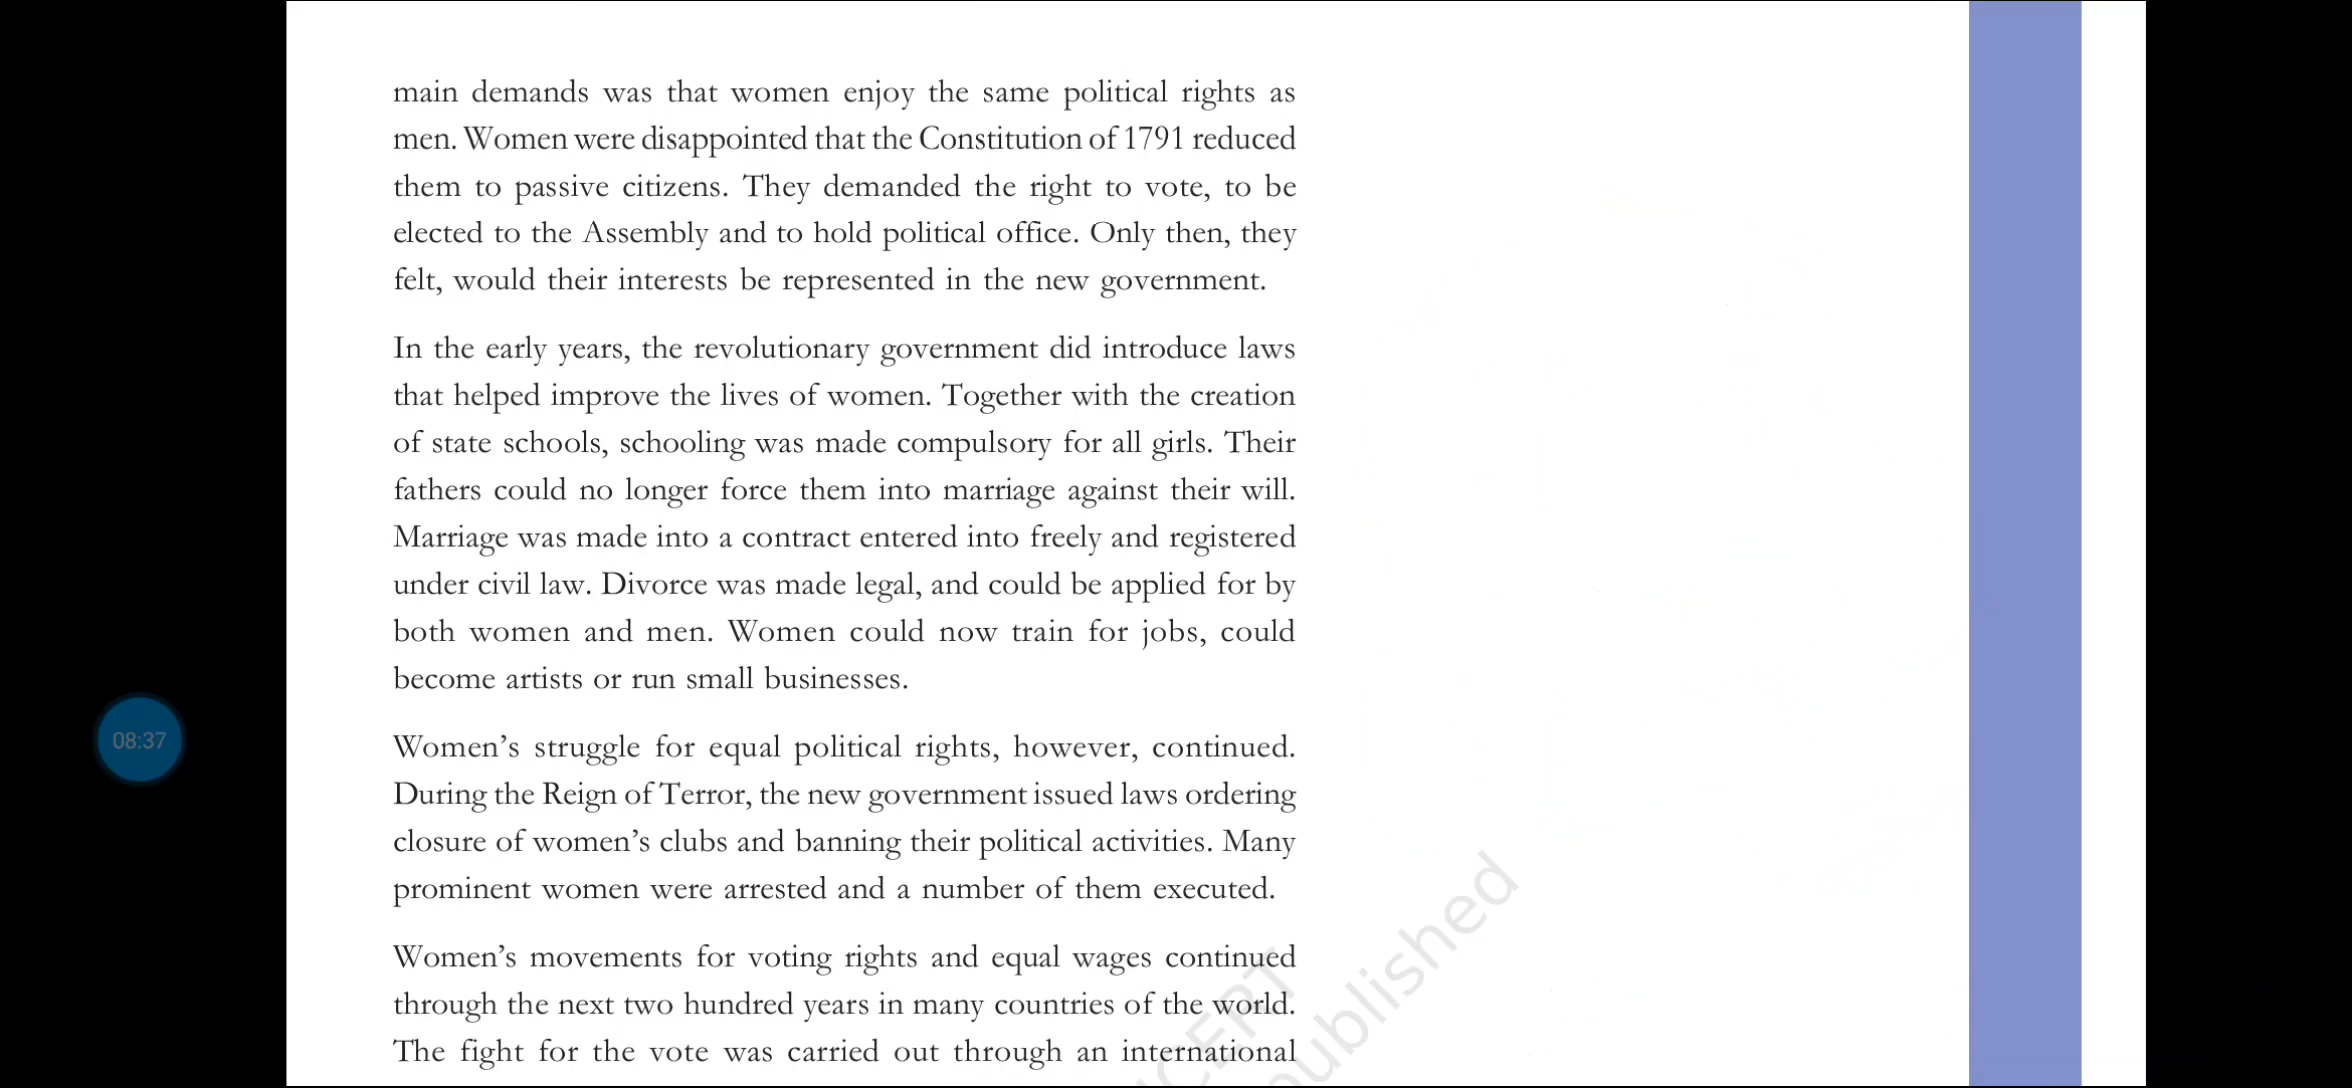 main demands was that women enjoy the same political rights as
men. Women were disappointed that the Constitution of 1791 reduced
them to passive citizens. They demanded the right to vote, to be
elected to the Assembly and to hold political office. Only then, they
felt, would their interests be represented in the new government.
In the early years, the revolutionary government did introduce laws
that helped improve the lives of women. Together with the creation
of state schools, schooling was made compulsory for all girls. Their
fathers could no longer force them into marriage against their will.
Marriage was made into a contract entered into freely and registered
under civil law. Divorce was made legal, and could be applied for by
both women and men. Women could now train for jobs, could
become artists or run small businesses.
08:37
Women’s struggle for equal political rights, however, continued.
During the Reign of Terror, the new government issued laws ordering
closure of women’s clubs and banning their political activities. Many
prominent women were arrested and a number of them executed.
Women’s movements for voting rights and equal wages continued
through the next two hundred years in many countries of the world.
The fight for the vote was carried out through an international